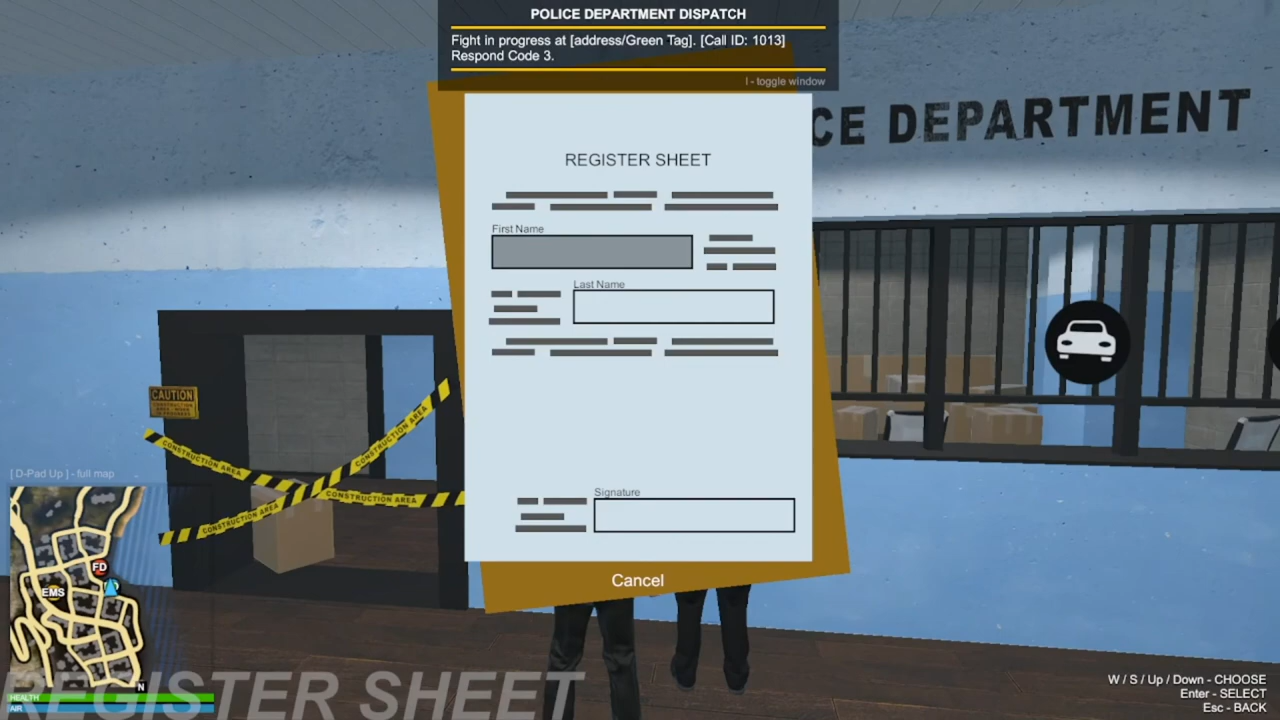 POLICE DEPARTMENT DISPATCH
Fight in progress at [address/Green Tag]. [Call ID: 1013]
Respond Code 3.
I - toggle window
CE DEPARTMENT
REGISTER SHEET
First Name
Last Name
CAUTION
CONSTRUCTION AREA
CONSTRUCTION AREA
CONSTRUCTION AREA
CONSTRUCTION AREA
[ D-Pad Up ] - full map
Signature
FD
EMS
Cancel
N
REGISTER SHEET
HEALTH
AIR
W / S / Up / Down - CHOOSE
Enter - SELECT
Esc - BACK